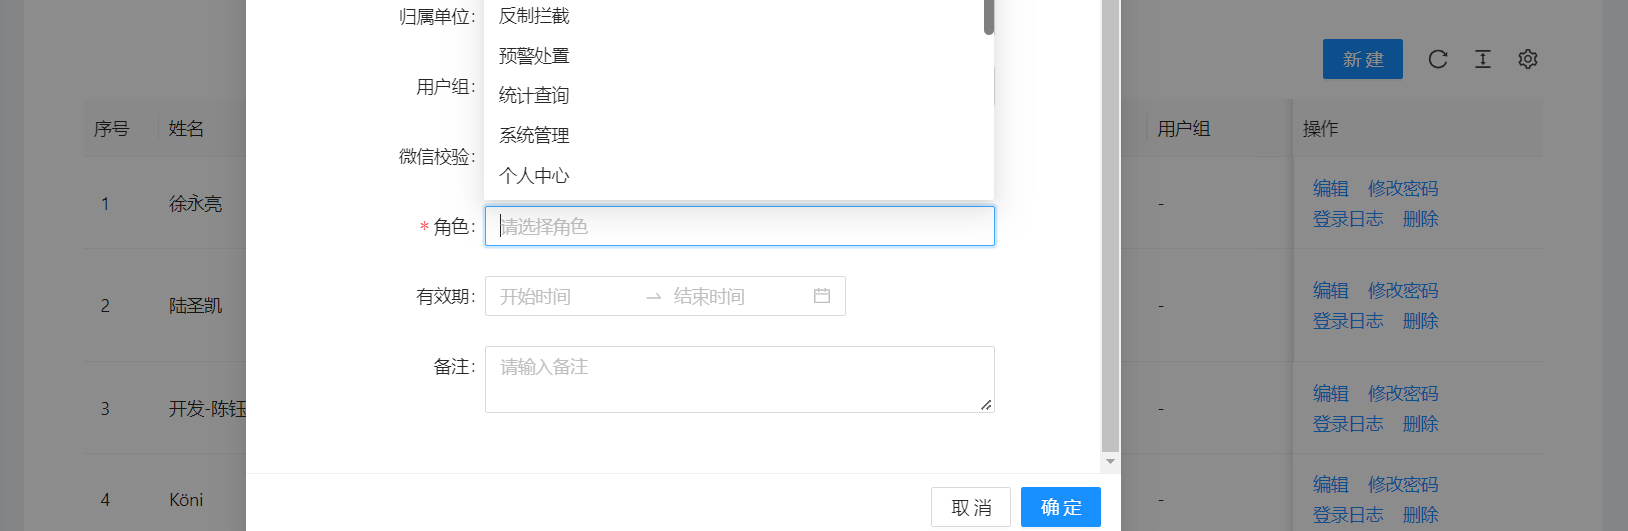 归属单位:
反制拦截
预警处置
用户组:
统计查询
系统管理
微信校验:
个人中心
* 角色:
请选择角色
有效期:
开始时间
结束时间
备注:
请输入备注
取 消
确 定
新 建
序号
姓名
用户组
操作
1
徐永亮
-
编辑 修改密码
登录日志 删除
2
陆圣凯
-
编辑 修改密码
登录日志 删除
3
开发-陈钰
-
编辑 修改密码
登录日志 删除
4
Köni
-
编辑 修改密码
登录日志 删除